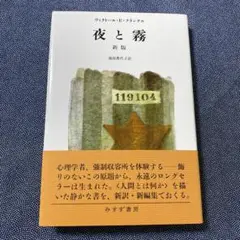 ヴィクトール・E・フランクル
夜と霧
新版
池田香代子訳
119104
心理学者、強制収容所を体験する――飾
りのないこの原題から、永遠のロングセ
ラーは生まれた。〈人間とは何か〉を描
いた静かな書を、新訳・新編集でおくる。
みすず書房